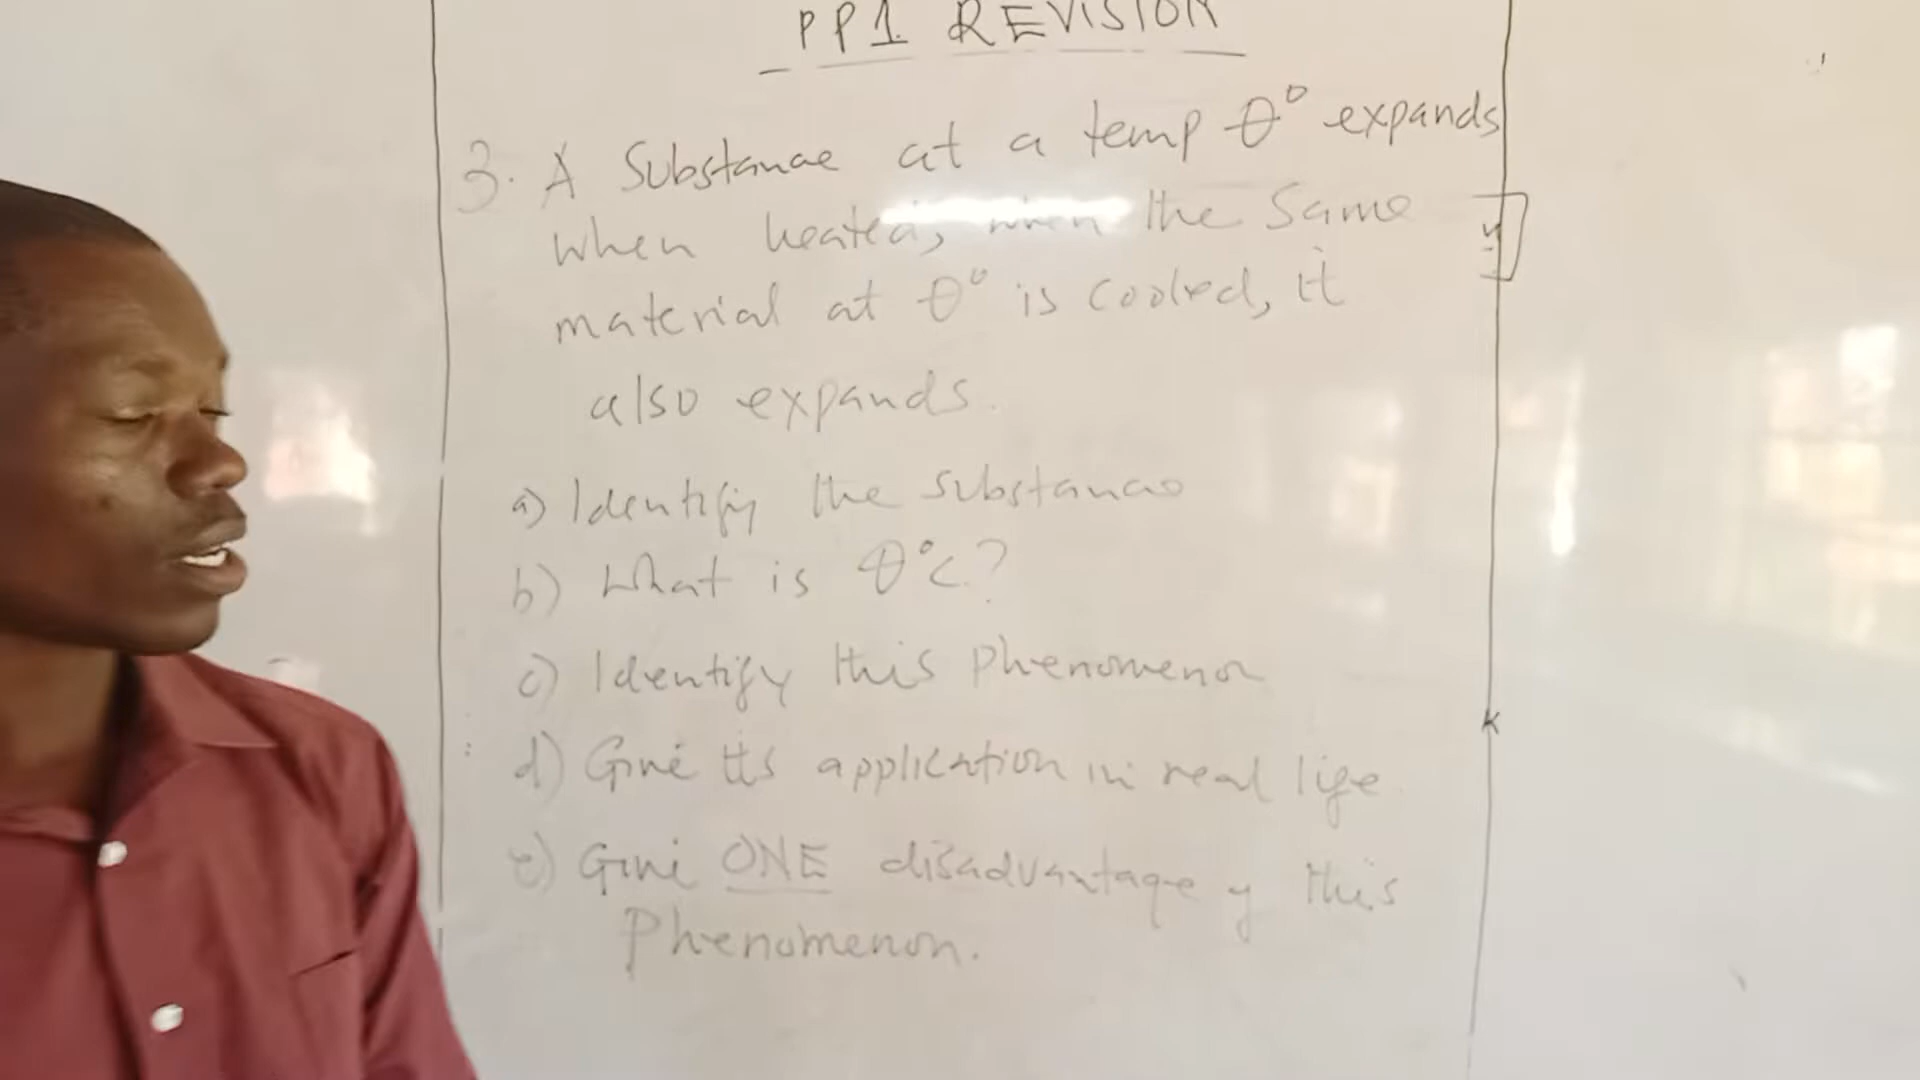 PP1 REVISION
3. A Substance at a temp θ° expands
when heated, when the Same
material at θ° is cooled, it
also expands.
a) Identify the substance
b) What is θ°c?
c) Identify this phenomenon
d) Give its application in real life
e) Give ONE disadvantage of this
Phenomenon.